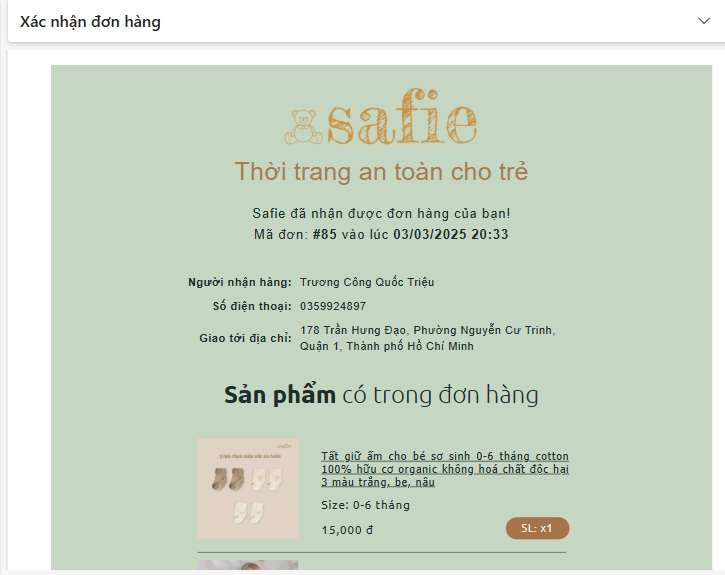 Xác nhận đơn hàng
safie
Thời trang an toàn cho trẻ
Safie đã nhận được đơn hàng của bạn!
Mã đơn: #85 vào lúc 03/03/2025 20:33
Người nhận hàng: Trương Công Quốc Triệu
Số điện thoại: 0359924897
Giao tới địa chỉ: 178 Trần Hưng Đạo, Phường Nguyễn Cư Trinh,
Quận 1, Thành phố Hồ Chí Minh
Sản phẩm có trong đơn hàng
safie
Tất giữ ấm cho bé sơ sinh 0-6 tháng cotton
100% hữu cơ organic không hoá chất độc hại
3 màu trắng, be, nâu
Size: 0-6 tháng
15,000 đ
SL: x1